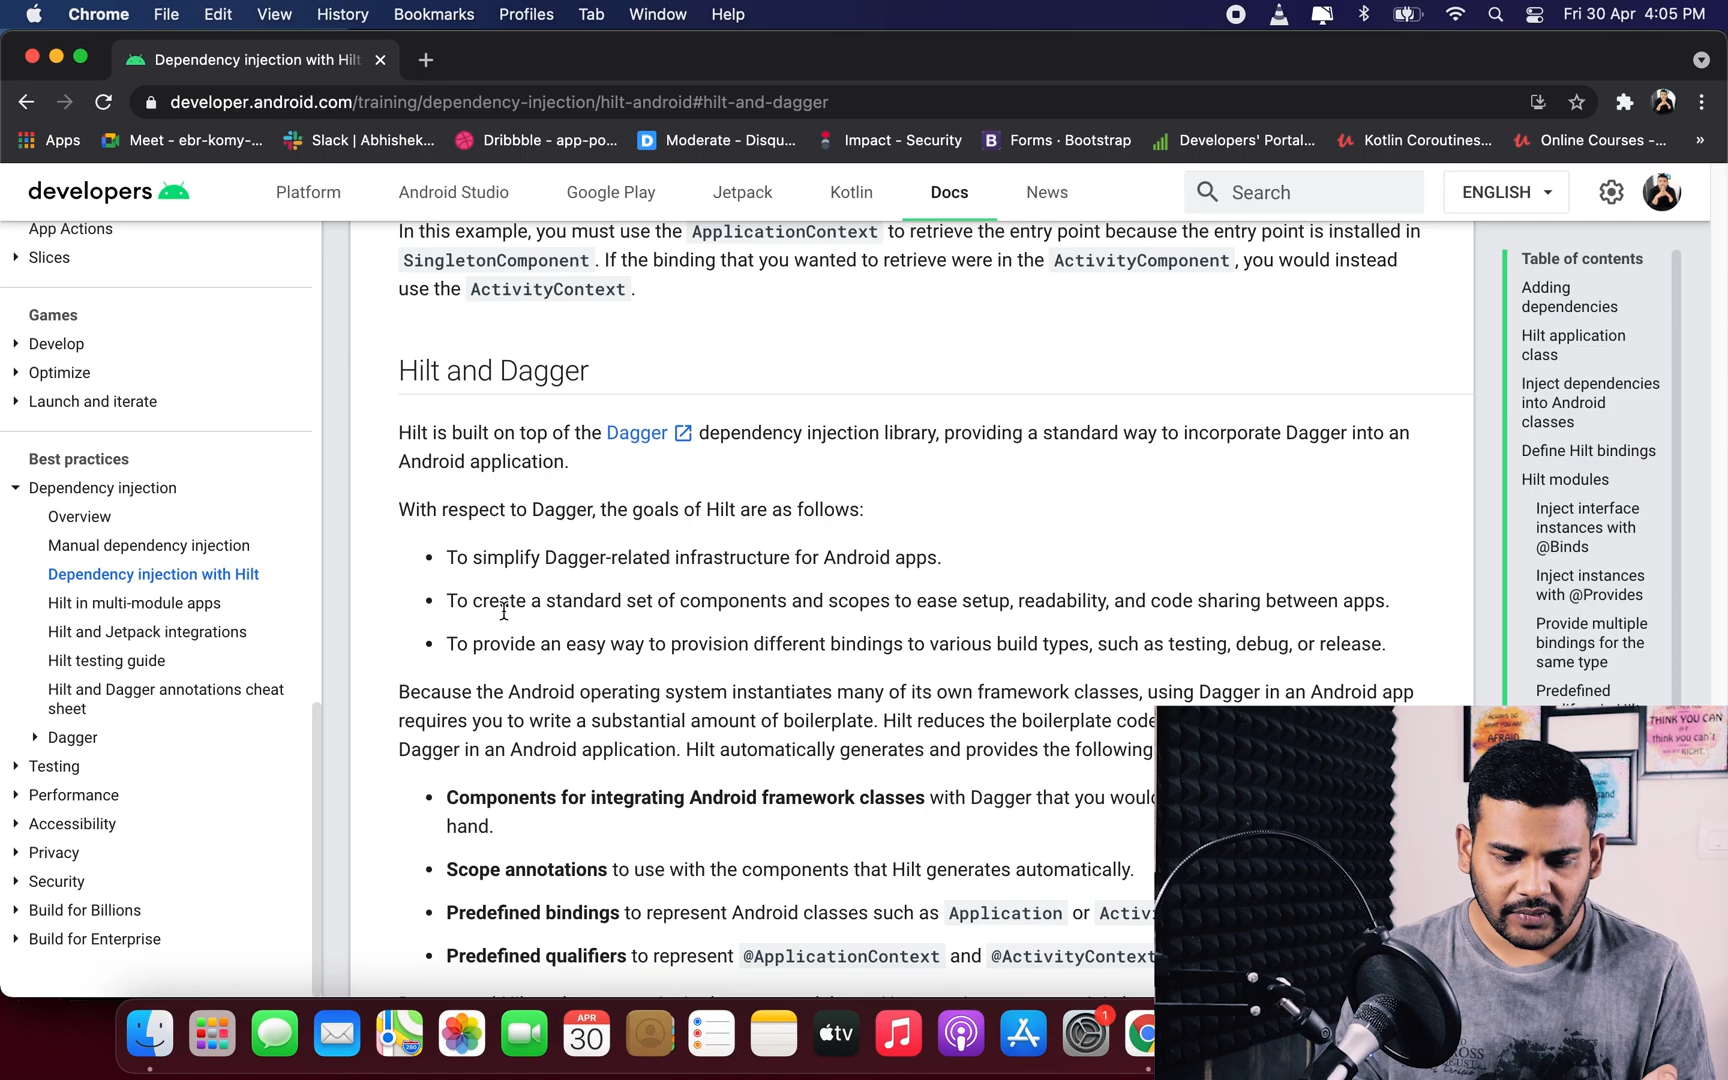 Chrome File Edit View History Bookmarks Profiles Tab Window Help Fri 30 Apr 4:05 PM
Dependency injection with Hilt
developer.android.com/training/dependency-injection/hilt-android#hilt-and-dagger
Apps Meet - ebr-komy-... Slack | Abhishek... Dribbble - app-po... Moderate - Disqu... Impact - Security Forms · Bootstrap Developers' Portal... Kotlin Coroutines... Online Courses -... »
developers Platform Android Studio Google Play Jetpack Kotlin Docs News Search ENGLISH
App Actions
Slices
Games
Develop
Optimize
Launch and iterate
Best practices
Dependency injection
Overview
Manual dependency injection
Dependency injection with Hilt
Hilt in multi-module apps
Hilt and Jetpack integrations
Hilt testing guide
Hilt and Dagger annotations cheat
sheet
Dagger
Testing
Performance
Accessibility
Privacy
Security
Build for Billions
Build for Enterprise
In this example, you must use the ApplicationContext to retrieve the entry point because the entry point is installed in
SingletonComponent . If the binding that you wanted to retrieve were in the ActivityComponent , you would instead
use the ActivityContext .
Hilt and Dagger
Hilt is built on top of the Dagger dependency injection library, providing a standard way to incorporate Dagger into an
Android application.
With respect to Dagger, the goals of Hilt are as follows:
• To simplify Dagger-related infrastructure for Android apps.
• To create a standard set of components and scopes to ease setup, readability, and code sharing between apps.
• To provide an easy way to provision different bindings to various build types, such as testing, debug, or release.
Because the Android operating system instantiates many of its own framework classes, using Dagger in an Android app
requires you to write a substantial amount of boilerplate. Hilt reduces the boilerplate code
Dagger in an Android application. Hilt automatically generates and provides the following
• Components for integrating Android framework classes with Dagger that you would
hand.
• Scope annotations to use with the components that Hilt generates automatically.
• Predefined bindings to represent Android classes such as Application or Activ
• Predefined qualifiers to represent @ApplicationContext and @ActivityContext
Table of contents
Adding
dependencies
Hilt application
class
Inject dependencies
into Android
classes
Define Hilt bindings
Hilt modules
Inject interface
instances with
@Binds
Inject instances
with @Provides
Provide multiple
bindings for the
same type
Predefined
ALWAYS DO
WHAT YOU ARE
AFRAID
THINK YOU CAN
think you can't
RIGHT.
APR
30
tv
1